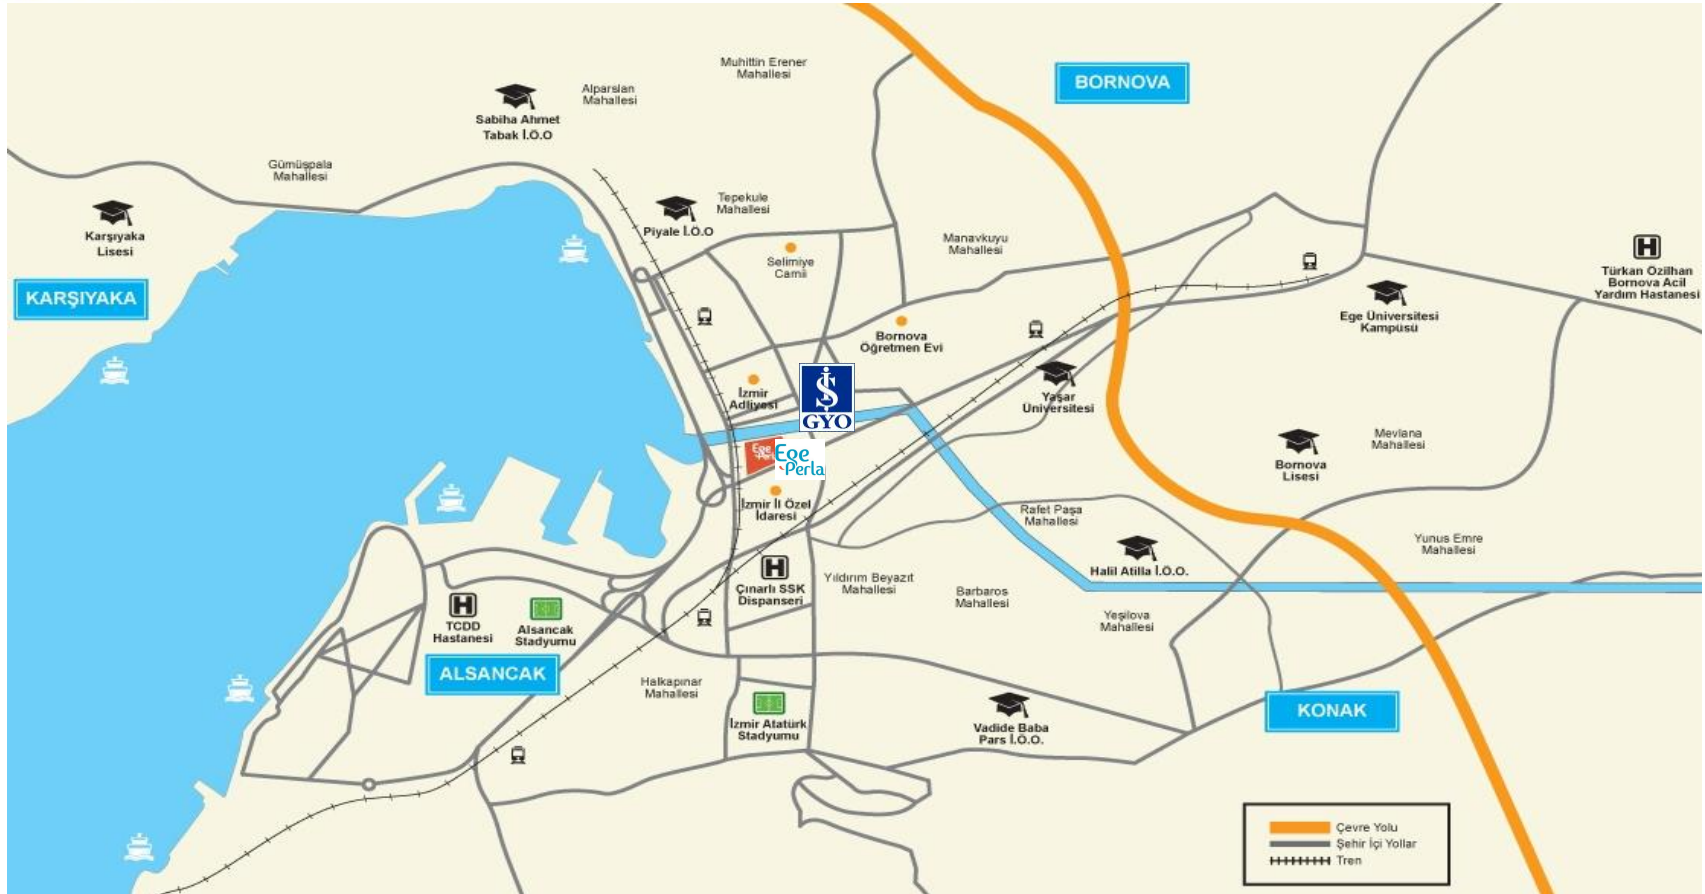 Muhittin Erener
Mahallesi
BORNOVA
Alparslan
Mahallesi
Sabiha Ahmet
Tabak İ.Ö.O
Gümüşpala
Mahallesi
Karşıyaka
Lisesi
Piyale İ.Ö.O
Tepekule
Mahallesi
Selimiye
Camii
Manavkuyu
Mahallesi
Türkan Özilhan
Bornova Acil
Yardım Hastanesi
KARŞIYAKA
Ege Üniversitesi
Kampüsü
Bornova
Öğretmen Evi
İzmir
Adliyesi
İŞ
GYO
Yaşar
Üniversitesi
Ege
Perla
Ege
Perla
Mevlana
Mahallesi
Bornova
Lisesi
İzmir İl Özel
İdaresi
Rafet Paşa
Mahallesi
Yunus Emre
Mahallesi
H
Çınarlı SSK
Dispanseri
Yıldırım Beyazıt
Mahallesi
Halil Atilla İ.Ö.O.
Barbaros
Mahallesi
Yeşilova
Mahallesi
H
TCDD
Hastanesi
Alsancak
Stadyumu
ALSANCAK
Halkapınar
Mahallesi
İzmir Atatürk
Stadyumu
Vadide Baba
Pars İ.Ö.O.
KONAK
H
Çevre Yolu
Şehir İçi Yollar
Tren